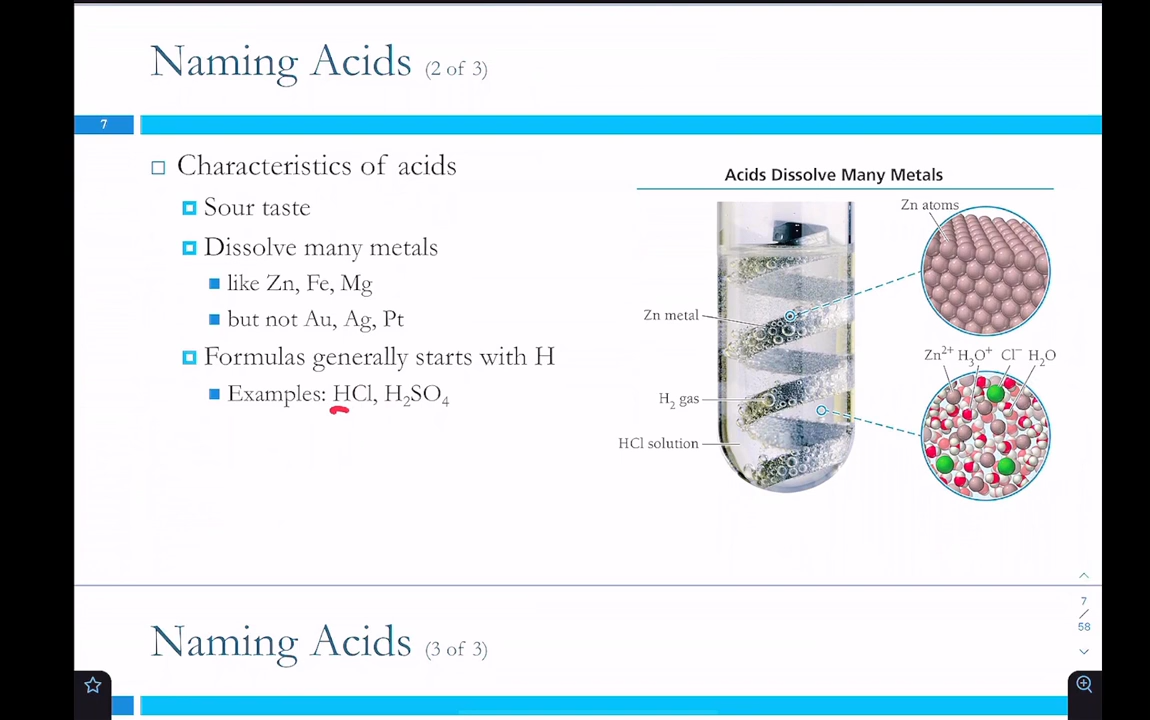 Naming Acids (2 of 3)
7
Characteristics of acids
Sour taste
Dissolve many metals
like Zn, Fe, Mg
but not Au, Ag, Pt
Formulas generally starts with H
Examples: HCl, H₂SO₄
Acids Dissolve Many Metals
Zn atoms
Zn metal
Zn²⁺ H₃O⁺ Cl⁻ H₂O
H₂ gas
HCl solution
7
/
58
Naming Acids (3 of 3)